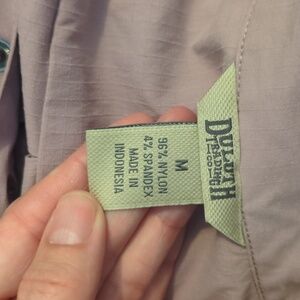 DULUTH
TRADING
CO
M
96% NYLON
4% SPANDEX
MADE IN
INDONESIA